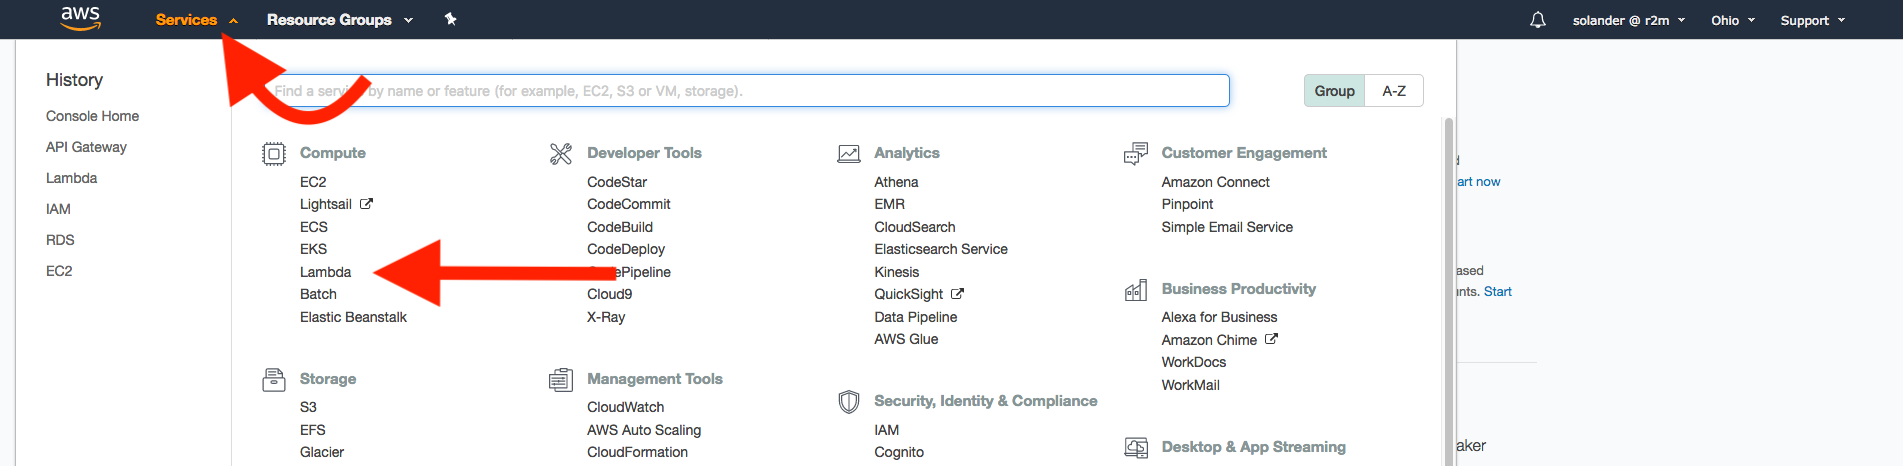 aws
Services
Resource Groups
solander @ r2m
Ohio
Support
History
Console Home
API Gateway
Lambda
IAM
RDS
EC2
Find a service by name or feature (for example, EC2, S3 or VM, storage).
Group
A-Z
Compute
EC2
Lightsail
ECS
EKS
Lambda
Batch
Elastic Beanstalk
Storage
S3
EFS
Glacier
Developer Tools
CodeStar
CodeCommit
CodeBuild
CodeDeploy
CodePipeline
Cloud9
X-Ray
Management Tools
CloudWatch
AWS Auto Scaling
CloudFormation
Analytics
Athena
EMR
CloudSearch
Elasticsearch Service
Kinesis
QuickSight
Data Pipeline
AWS Glue
Security, Identity & Compliance
IAM
Cognito
Customer Engagement
Amazon Connect
Pinpoint
Simple Email Service
Business Productivity
Alexa for Business
Amazon Chime
WorkDocs
WorkMail
Desktop & App Streaming
art now
ased
nts. Start
aker